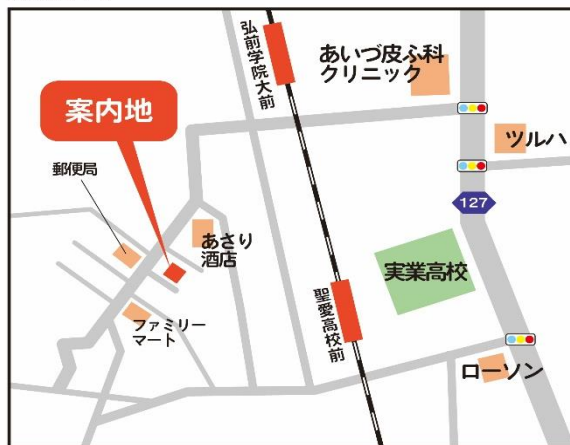 弘前学院大前
あいづ皮ふ科
クリニック
案内地
ツルハ
郵便局
127
あさり
酒店
実業高校
聖愛高校前
ファミリー
マート
ローソン